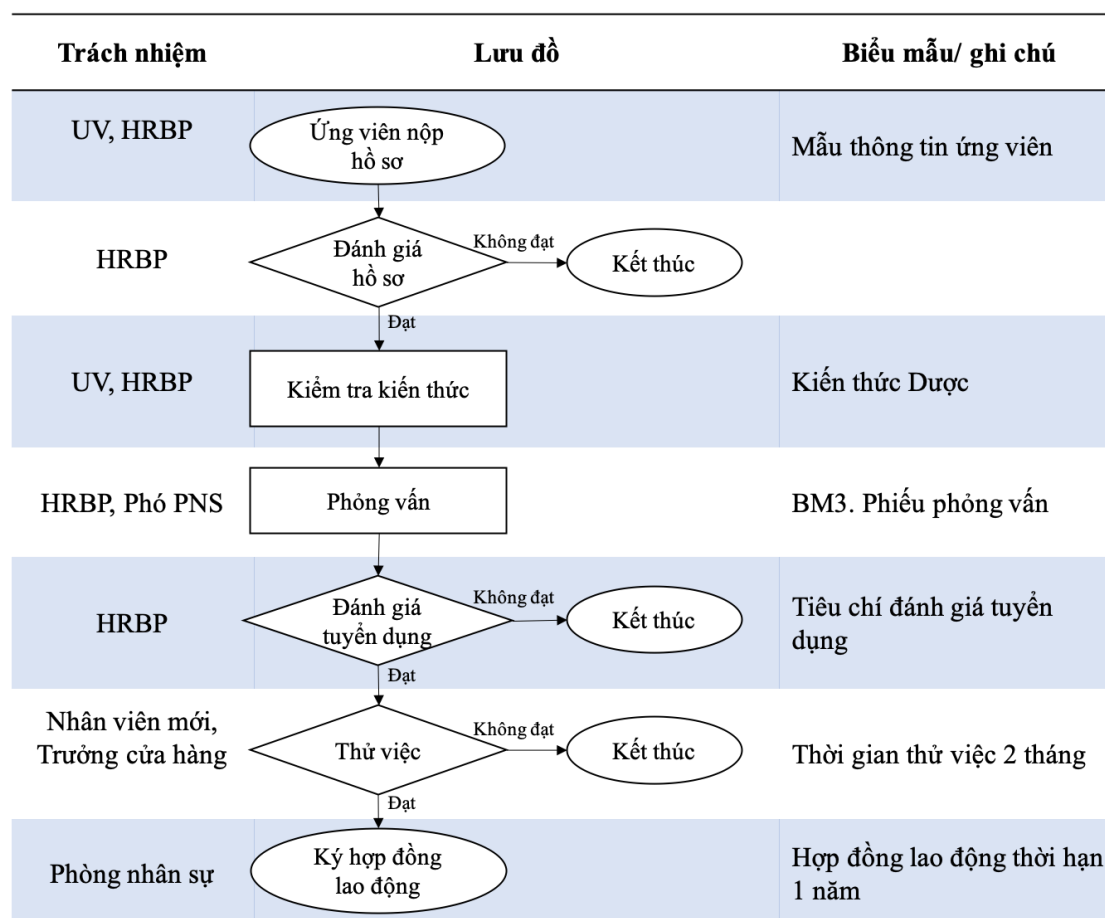 Trách nhiệm
Lưu đồ
Biểu mẫu/ ghi chú
UV, HRBP
Ứng viên nộp
hồ sơ
Mẫu thông tin ứng viên
HRBP
Đánh giá
hồ sơ
Không đạt
Kết thúc
Đạt
UV, HRBP
Kiểm tra kiến thức
Kiến thức Dược
HRBP, Phó PNS
Phỏng vấn
BM3. Phiếu phỏng vấn
HRBP
Đánh giá
tuyển dụng
Không đạt
Kết thúc
Tiêu chí đánh giá tuyển
dụng
Đạt
Nhân viên mới,
Trưởng cửa hàng
Thử việc
Không đạt
Kết thúc
Thời gian thử việc 2 tháng
Đạt
Phòng nhân sự
Ký hợp đồng
lao động
Hợp đồng lao động thời hạn
1 năm